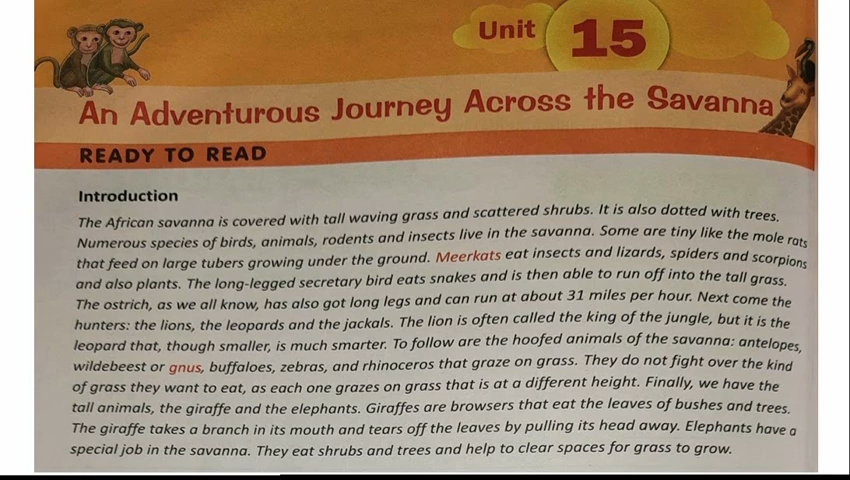 Unit 15
An Adventurous Journey Across the Savanna
READY TO READ
Introduction
The African savanna is covered with tall waving grass and scattered shrubs. It is also dotted with trees.
Numerous species of birds, animals, rodents and insects live in the savanna. Some are tiny like the mole rats
that feed on large tubers growing under the ground. Meerkats eat insects and lizards, spiders and scorpions
and also plants. The long-legged secretary bird eats snakes and is then able to run off into the tall grass.
The ostrich, as we all know, has also got long legs and can run at about 31 miles per hour. Next come the
hunters: the lions, the leopards and the jackals. The lion is often called the king of the jungle, but it is the
leopard that, though smaller, is much smarter. To follow are the hoofed animals of the savanna: antelopes,
wildebeest or gnus, buffaloes, zebras, and rhinoceros that graze on grass. They do not fight over the kind
of grass they want to eat, as each one grazes on grass that is at a different height. Finally, we have the
tall animals, the giraffe and the elephants. Giraffes are browsers that eat the leaves of bushes and trees.
The giraffe takes a branch in its mouth and tears off the leaves by pulling its head away. Elephants have a
special job in the savanna. They eat shrubs and trees and help to clear spaces for grass to grow.